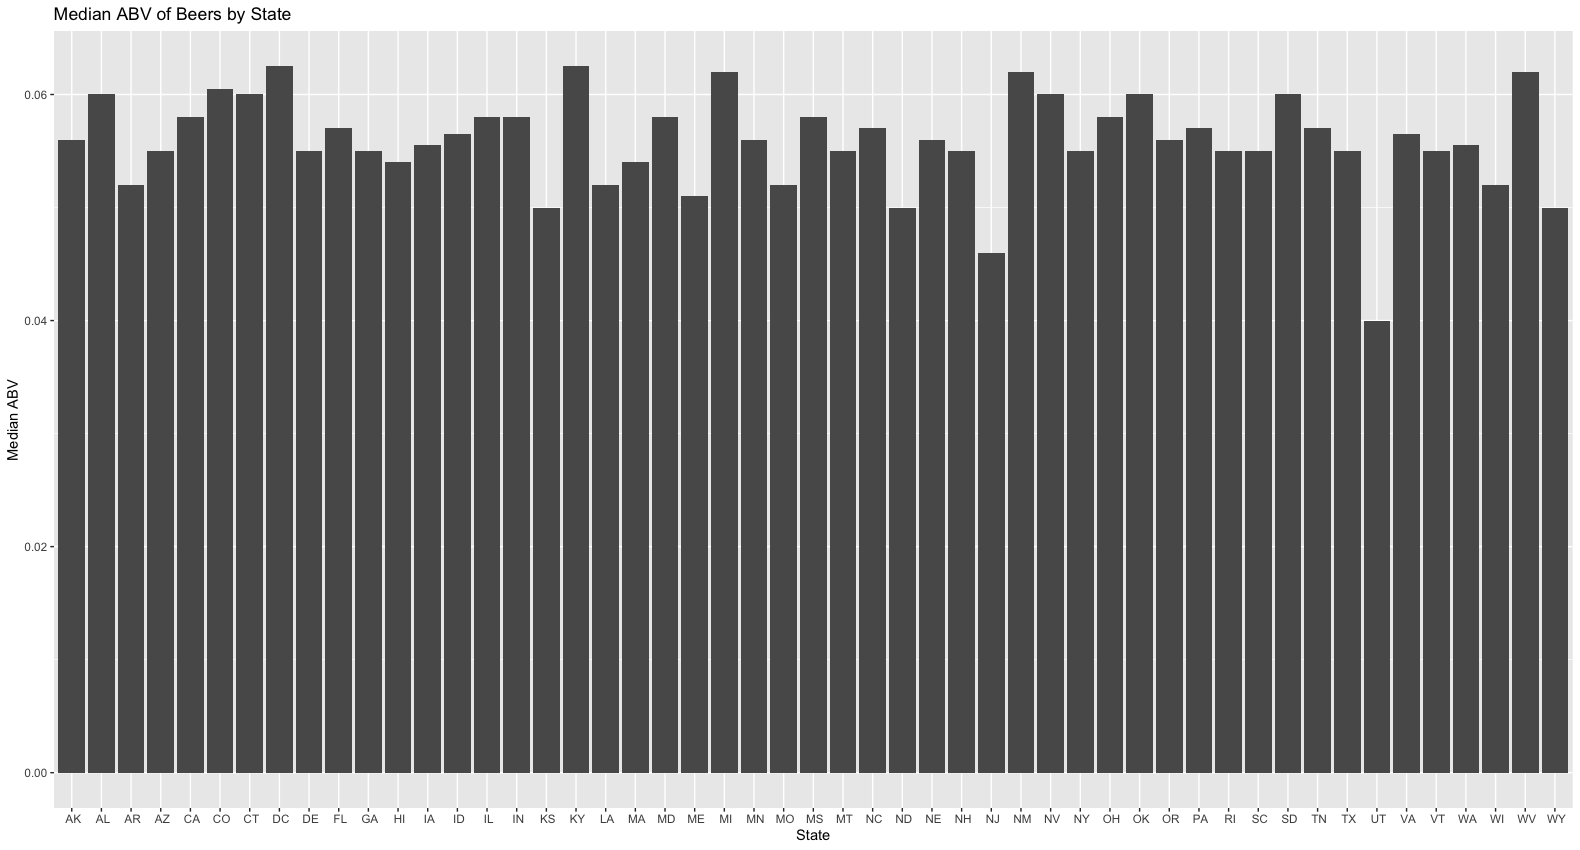 Median ABV of Beers by State
Median ABV
0.06
0.04
0.02
0.00
AK AL AR AZ CA CO CT DC DE FL GA HI IA ID IL IN KS KY LA MA MD ME MI MN MO MS MT NC ND NE NH NJ NM NV NY OH OK OR PA RI SC SD TN TX UT VA VT WA WI WV WY
State